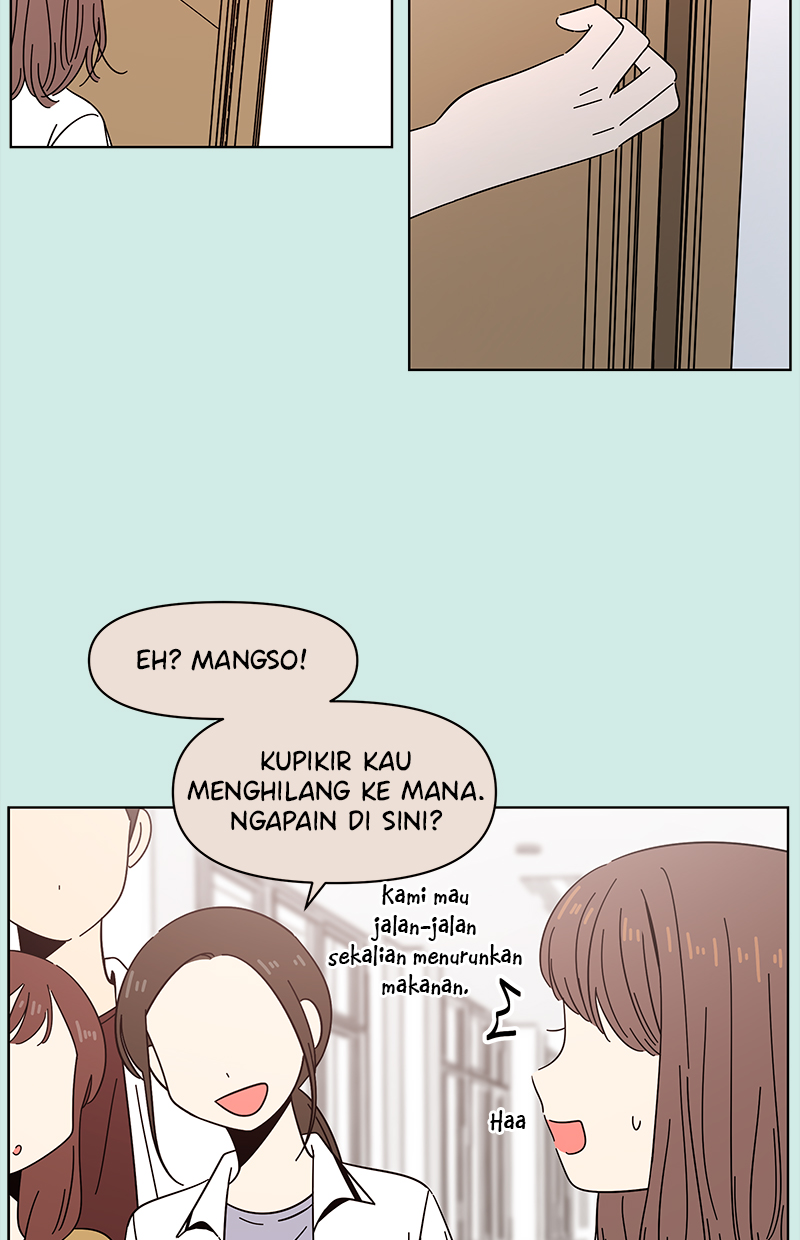 EH? MANGSO!
KUPIKIR KAU
MENGHILANG KE MANA.
NGAPAIN DI SINI?
Kami mau
jalan-jalan
sekalian menurunkan
makanan.
Haa